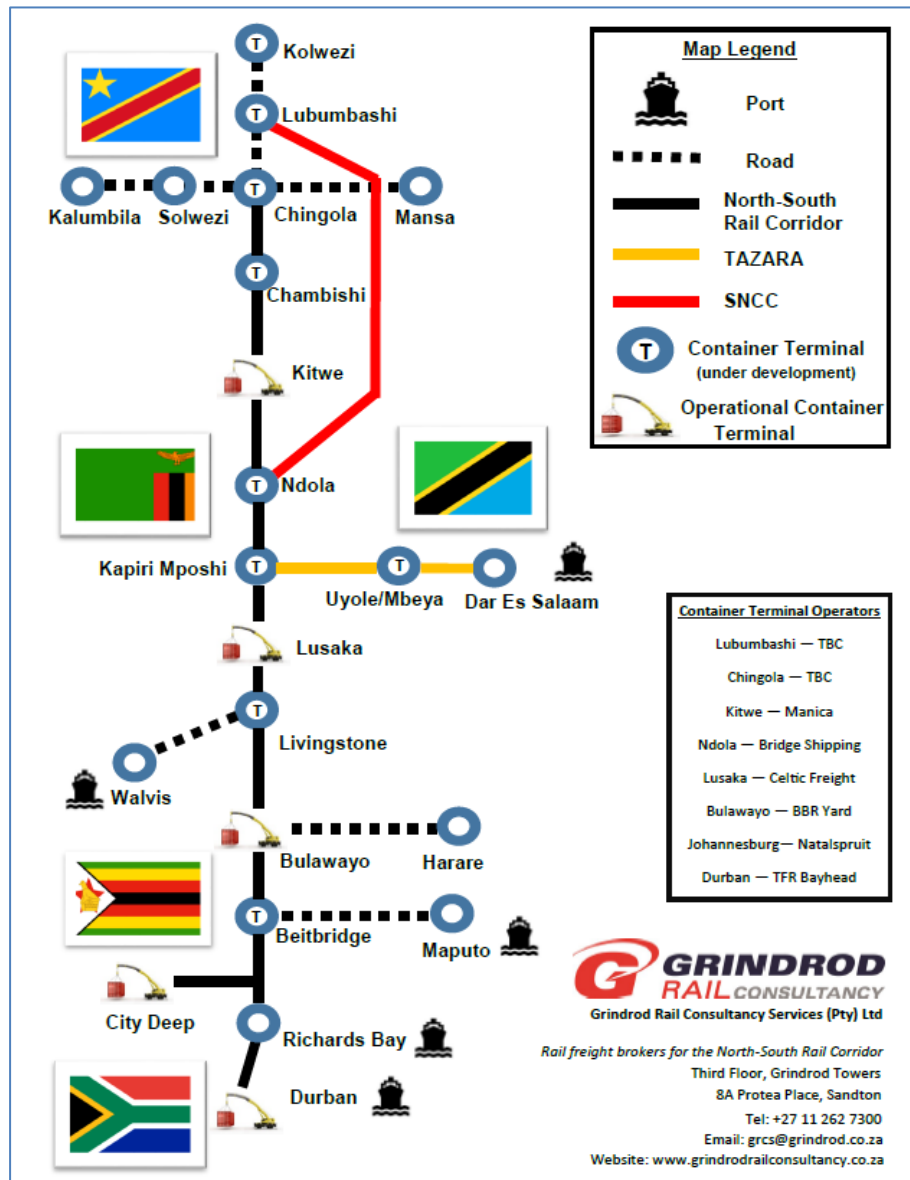 Kolwezi
Lubumbashi
Kalumbila
Solwezi
Chingola
Mansa
Chambishi
Kitwe
Ndola
Kapiri Mposhi
Uyole/Mbeya
Dar Es Salaam
Lusaka
Livingstone
Walvis
Bulawayo
Harare
Beitbridge
Maputo
City Deep
Richards Bay
Durban
T
T
T
T
T
T
T
T
T
Map Legend
Port
Road
North-South
Rail Corridor
TAZARA
SNCC
T
Container Terminal
(under development)
Operational Container
Terminal
Container Terminal Operators
Lubumbashi — TBC
Chingola — TBC
Kitwe — Manica
Ndola — Bridge Shipping
Lusaka — Celtic Freight
Bulawayo — BBR Yard
Johannesburg— Natalspruit
Durban — TFR Bayhead
GRINDROD
RAIL CONSULTANCY
Grindrod Rail Consultancy Services (Pty) Ltd
Rail freight brokers for the North-South Rail Corridor
Third Floor, Grindrod Towers
8A Protea Place, Sandton
Tel: +27 11 262 7300
Email: grcs@grindrod.co.za
Website: www.grindrodrailconsultancy.co.za